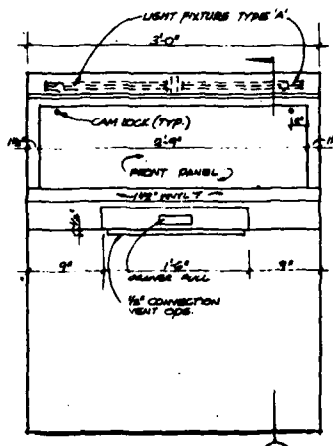 LIGHT FIXTURE TYPE 'A'
3'-0"
CAM LOCK (TYP.)
2'-9"
FRONT PANEL
1½" VNYL T
9"
1'-6"
9"
DRAWER PULL
½" CONVECTION
VENT OPG.